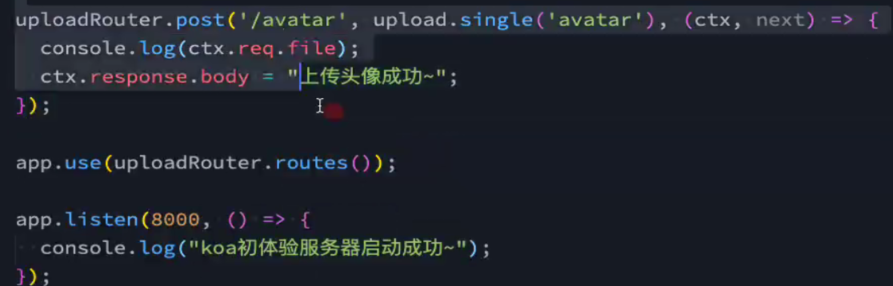 uploadRouter.post('/avatar', upload.single('avatar'), (ctx, next) => {
  console.log(ctx.req.file);
  ctx.response.body = "上传头像成功~";
});
app.use(uploadRouter.routes());
app.listen(8000, () => {
  console.log("koa初体验服务器启动成功~");
});